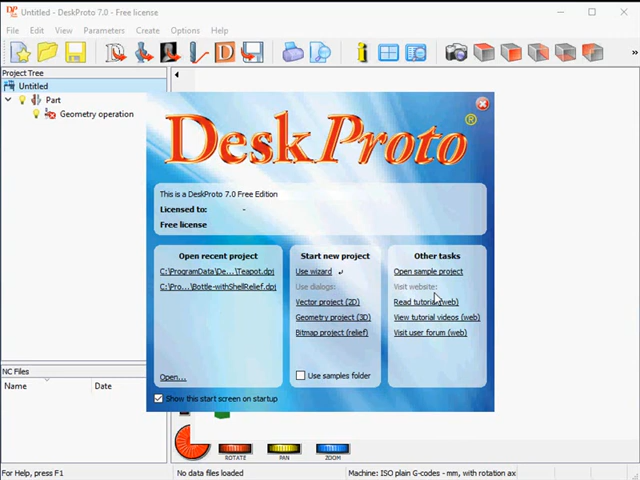 Untitled - DeskProto 7.0 - Free license
File Edit View Parameters Create Options Help
Project Tree
Untitled
Part
Geometry operation
DeskProto®
This is a DeskProto 7.0 Free Edition
Licensed to: -
Free license
Open recent project
C:\ProgramData\De...\Teapot.dpj
C:\Pro...\Bottle-withShellRelief.dpj
Open...
Start new project
Use wizard
Use dialogs:
Vector project (2D)
Geometry project (3D)
Bitmap project (relief)
Use samples folder
Other tasks
Open sample project
Visit website:
Read tutorial (web)
View tutorial videos (web)
Visit user forum (web)
Show this start screen on startup
NC Files
Name Date
ROTATE PAN ZOOM
For Help, press F1 No data files loaded Machine: ISO plain G-codes - mm, with rotation ax